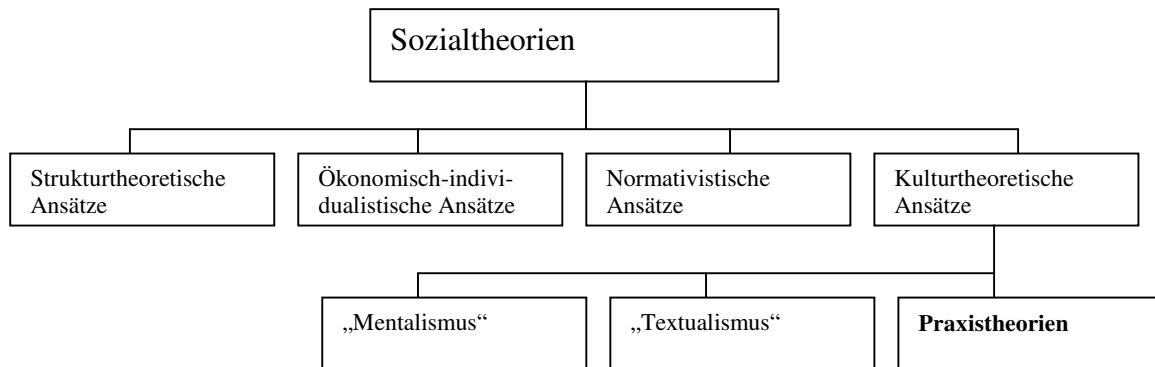 Sozialtheorien
Strukturtheoretische
Ansätze
Ökonomisch-indivi-
dualistische Ansätze
Normativistische
Ansätze
Kulturtheoretische
Ansätze
„Mentalismus“
„Textualismus“
Praxistheorien